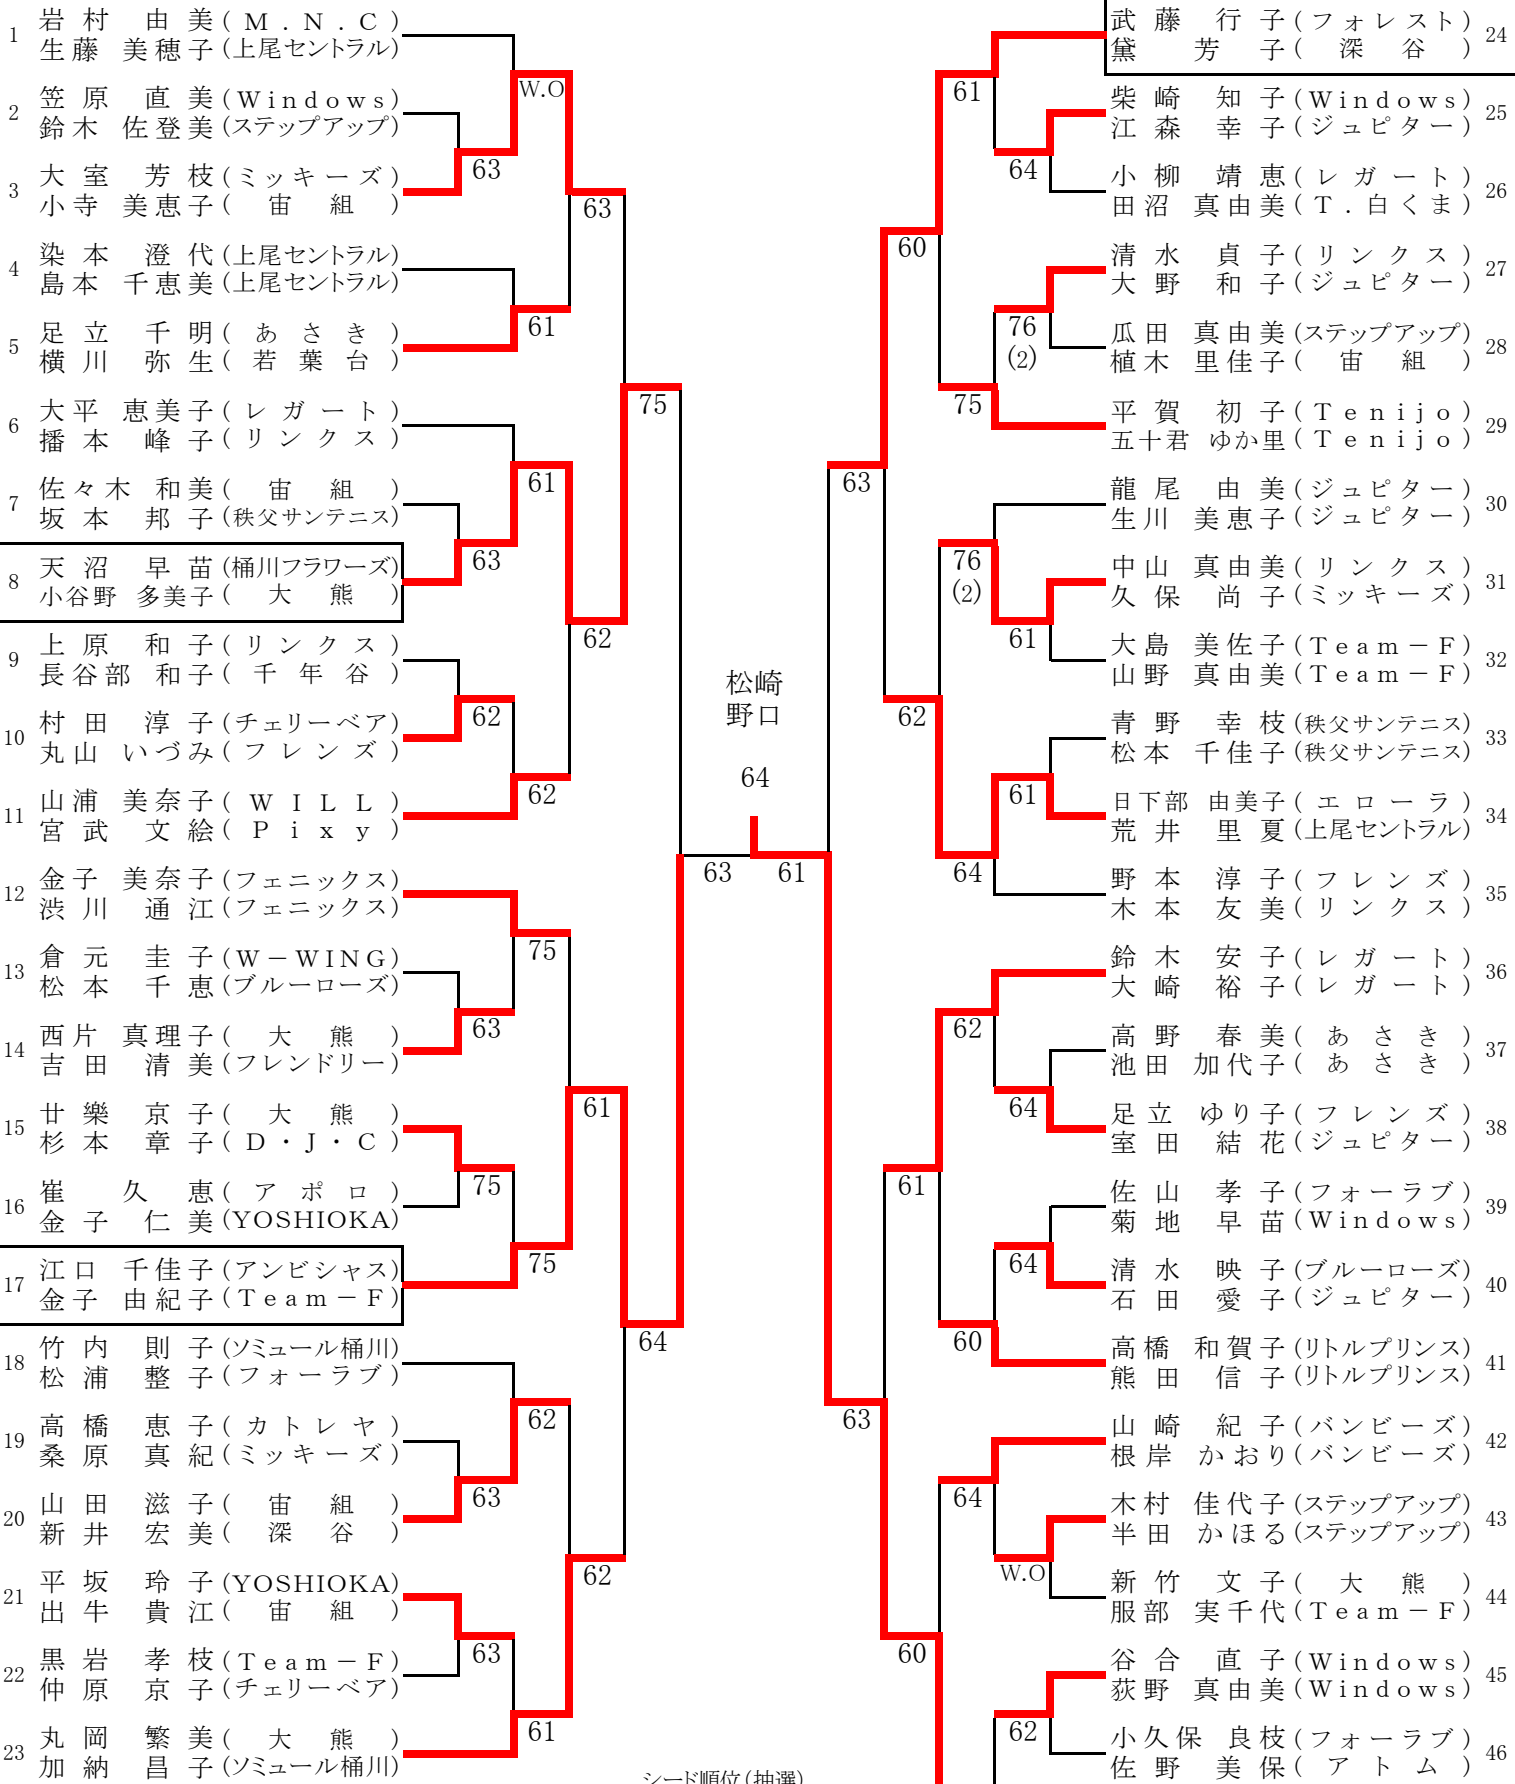 1 岩村 由美(M.N.C)
生藤 美穂子(上尾セントラル)
2 笠原 直美(Windows)
鈴木 佐登美(ステップアップ)
3 大室 芳枝(ミッキーズ)
小寺 美恵子(宙組)
4 染本 澄代(上尾セントラル)
島本 千恵美(上尾セントラル)
5 足立 千明(あさき)
横川 弥生(若葉台)
6 大平 恵美子(レガート)
播本 峰子(リンクス)
7 佐々木 和美(宙組)
坂本 邦子(秩父サンテニス)
8 天沼 早苗(桶川フラワーズ)
小谷野 多美子(大熊)
9 上原 和子(リンクス)
長谷部 和子(千年谷)
10 村田 淳子(チェリーベア)
丸山 いづみ(フレンズ)
11 山浦 美奈子(WILL)
宮武 文絵(Pixy)
12 金子 美奈子(フェニックス)
渋川 通江(フェニックス)
13 倉元 圭子(W－WING)
松本 千恵(ブルーローズ)
14 西片 真理子(大熊)
吉田 清美(フレンドリー)
15 廿樂 京子(大熊)
杉本 章子(D・J・C)
16 崔 久恵(アポロ)
金子 仁美(YOSHIOKA)
17 江口 千佳子(アンビシャス)
金子 由紀子(Team－F)
18 竹内 則子(ソミュール桶川)
松浦 整子(フォーラブ)
19 高橋 恵子(カトレヤ)
桑原 真紀(ミッキーズ)
20 山田 滋子(宙組)
新井 宏美(深谷)
21 平坂 玲子(YOSHIOKA)
出牛 貴江(宙組)
22 黒岩 孝枝(Team－F)
仲原 京子(チェリーベア)
23 丸岡 繁美(大熊)
加納 昌子(ソミュール桶川)
W.O
63
63
61
61
63
62
62
62
75
75
63
75
75
61
62
63
62
63
61
64
63
松崎
野口
64
61
シード順位(抽選)
武藤 行子(フォレスト) 24
黛 芳子(深谷)
柴崎 知子(Windows) 25
江森 幸子(ジュピター)
小柳 靖恵(レガート) 26
田沼 真由美(T.白くま)
清水 貞子(リンクス) 27
大野 和子(ジュピター)
瓜田 真由美(ステップアップ) 28
植木 里佳子(宙組)
平賀 初子(Tenijo) 29
五十君 ゆか里(Tenijo)
龍尾 由美(ジュピター) 30
生川 美恵子(ジュピター)
中山 真由美(リンクス) 31
久保 尚子(ミッキーズ)
大島 美佐子(Team－F) 32
山野 真由美(Team－F)
青野 幸枝(秩父サンテニス) 33
松本 千佳子(秩父サンテニス)
日下部 由美子(エローラ) 34
荒井 里夏(上尾セントラル)
野本 淳子(フレンズ) 35
木本 友美(リンクス)
鈴木 安子(レガート) 36
大崎 裕子(レガート)
高野 春美(あさき) 37
池田 加代子(あさき)
足立 ゆり子(フレンズ) 38
室田 結花(ジュピター)
佐山 孝子(フォーラブ) 39
菊地 早苗(Windows)
清水 映子(ブルーローズ) 40
石田 愛子(ジュピター)
高橋 和賀子(リトルプリンス) 41
熊田 信子(リトルプリンス)
山崎 紀子(バンビーズ) 42
根岸 かおり(バンビーズ)
木村 佳代子(ステップアップ) 43
半田 かほる(ステップアップ)
新竹 文子(大熊) 44
服部 実千代(Team－F)
谷合 直子(Windows) 45
荻野 真由美(Windows)
小久保 良枝(フォーラブ) 46
佐野 美保(アトム)
61
64
60
76
(2)
75
63
76
(2)
61
62
61
64
62
64
61
64
60
63
64
W.O
60
62